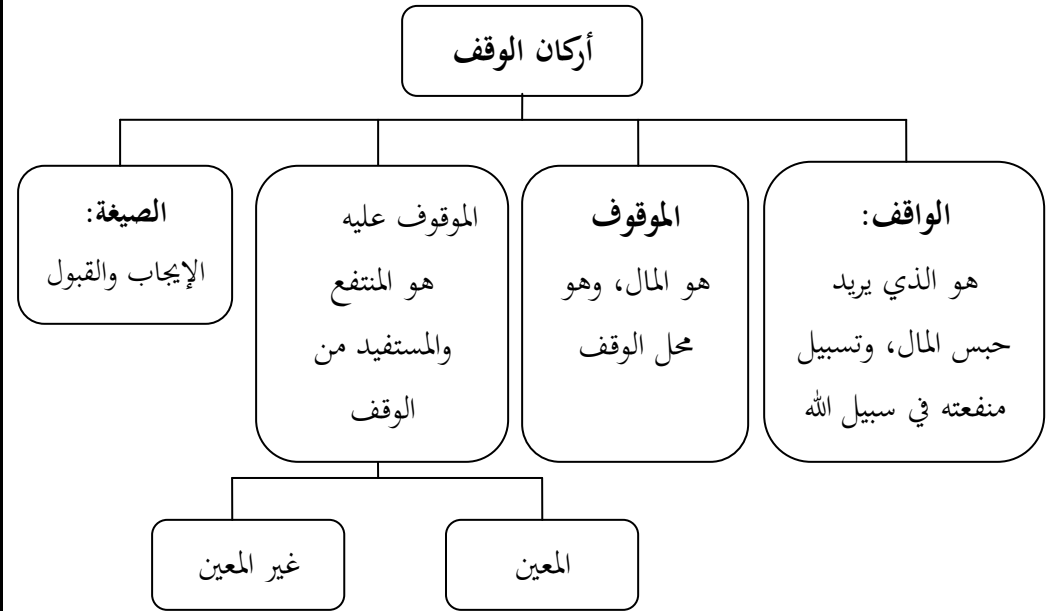 أركان الوقف
الواقف:
هو الذي يريد
حبس المال، وتسبيل
منفعته في سبيل الله
الموقوف
هو المال، وهو
محل الوقف
الموقوف عليه
هو المنتفع
والمستفيد من
الوقف
الصيغة:
الإيجاب والقبول
المعين
غير المعين